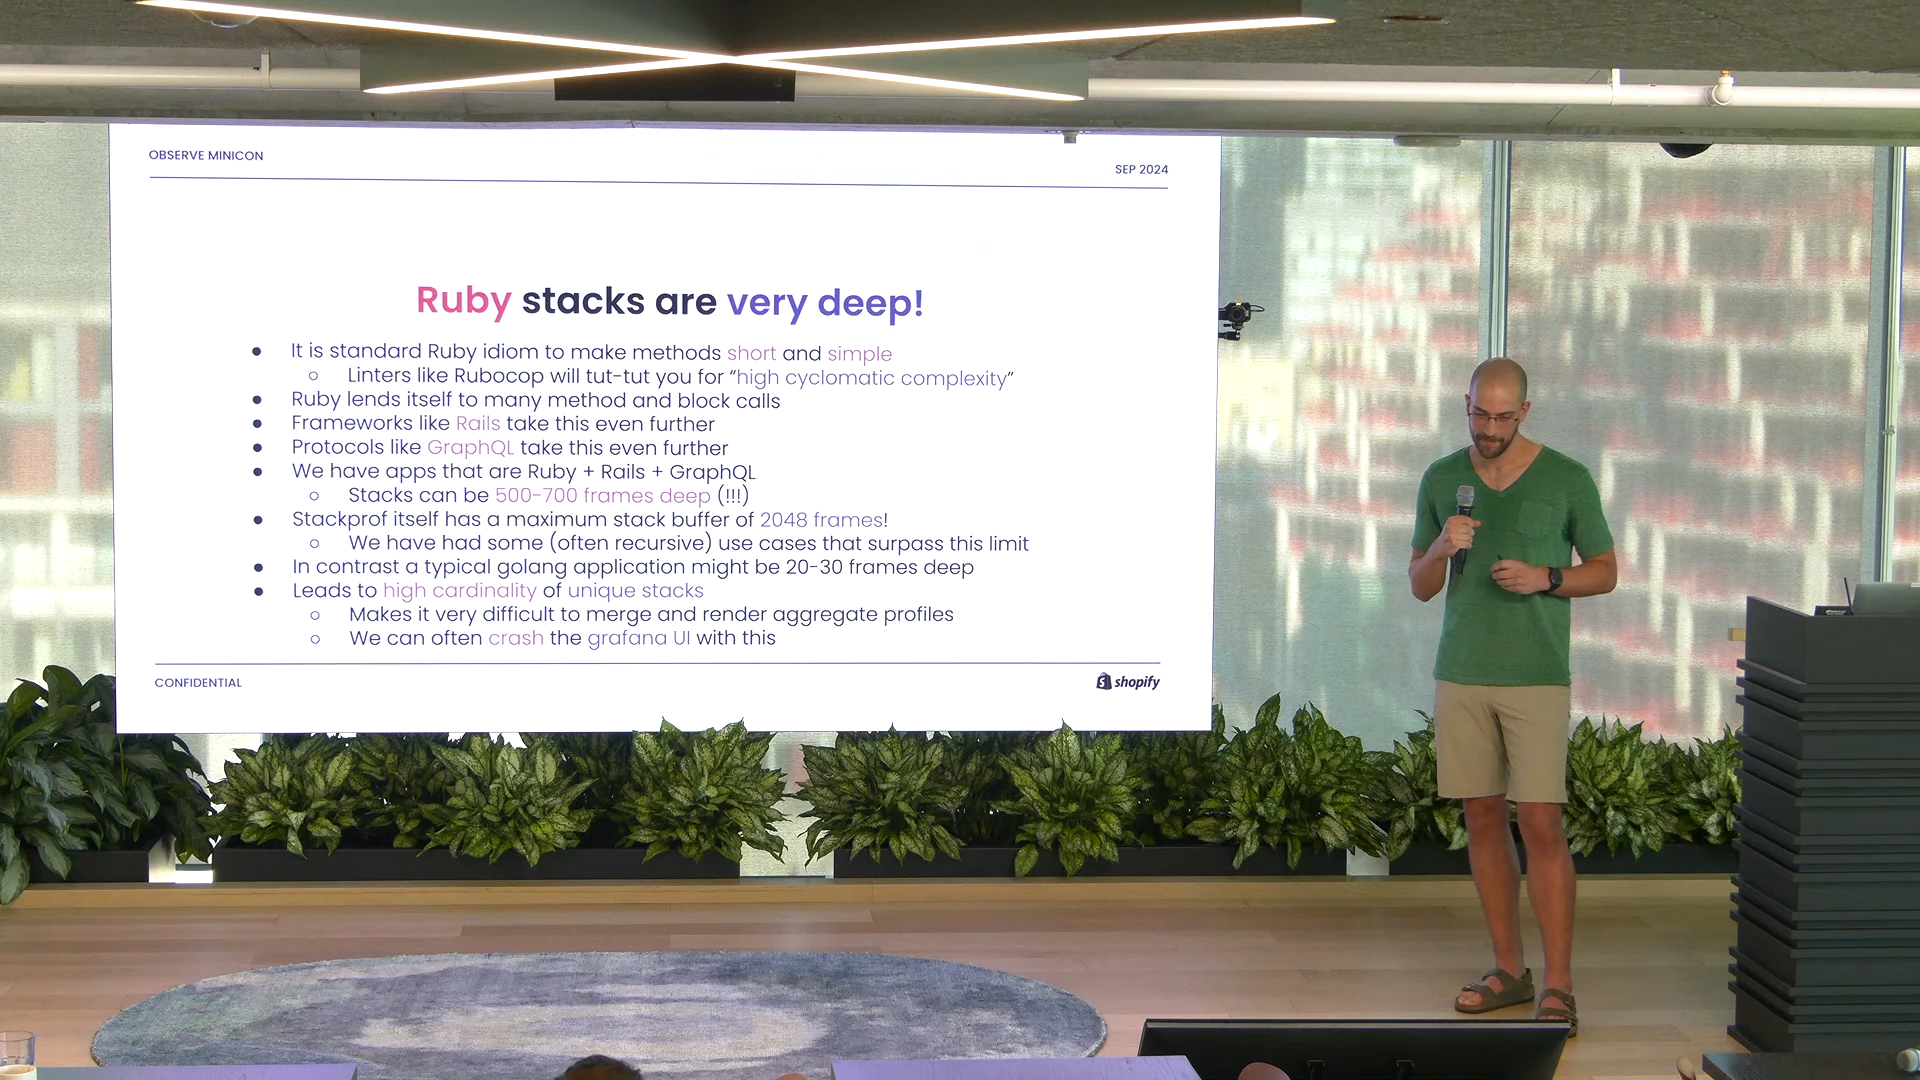 OBSERVE MINICON
SEP 2024
Ruby stacks are very deep!
● It is standard Ruby idiom to make methods short and simple
○ Linters like Rubocop will tut-tut you for “high cyclomatic complexity”
● Ruby lends itself to many method and block calls
● Frameworks like Rails take this even further
● Protocols like GraphQL take this even further
● We have apps that are Ruby + Rails + GraphQL
○ Stacks can be 500-700 frames deep (!!!)
● Stackprof itself has a maximum stack buffer of 2048 frames!
○ We have had some (often recursive) use cases that surpass this limit
● In contrast a typical golang application might be 20-30 frames deep
● Leads to high cardinality of unique stacks
○ Makes it very difficult to merge and render aggregate profiles
○ We can often crash the grafana UI with this
CONFIDENTIAL
shopify